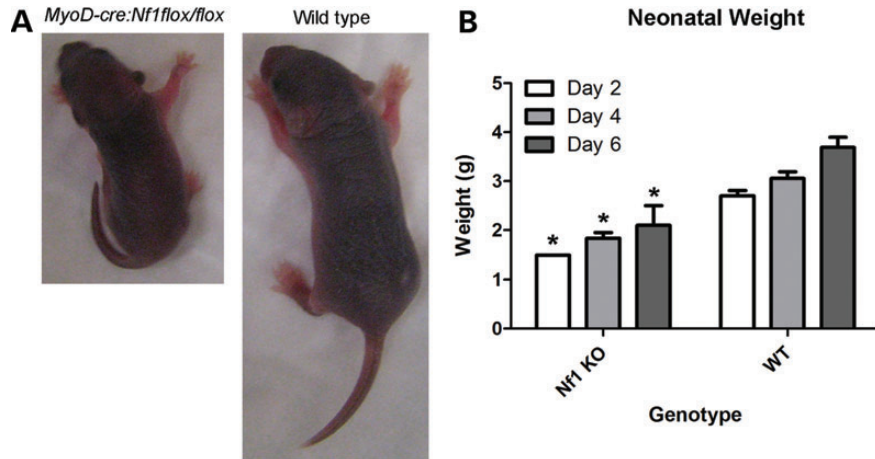 A
MyoD-cre:Nf1flox/flox
Wild type
B
Neonatal Weight
5
4
3
2
1
0
Weight (g)
Day 2
Day 4
Day 6
*
*
*
Nf1 KO
WT
Genotype